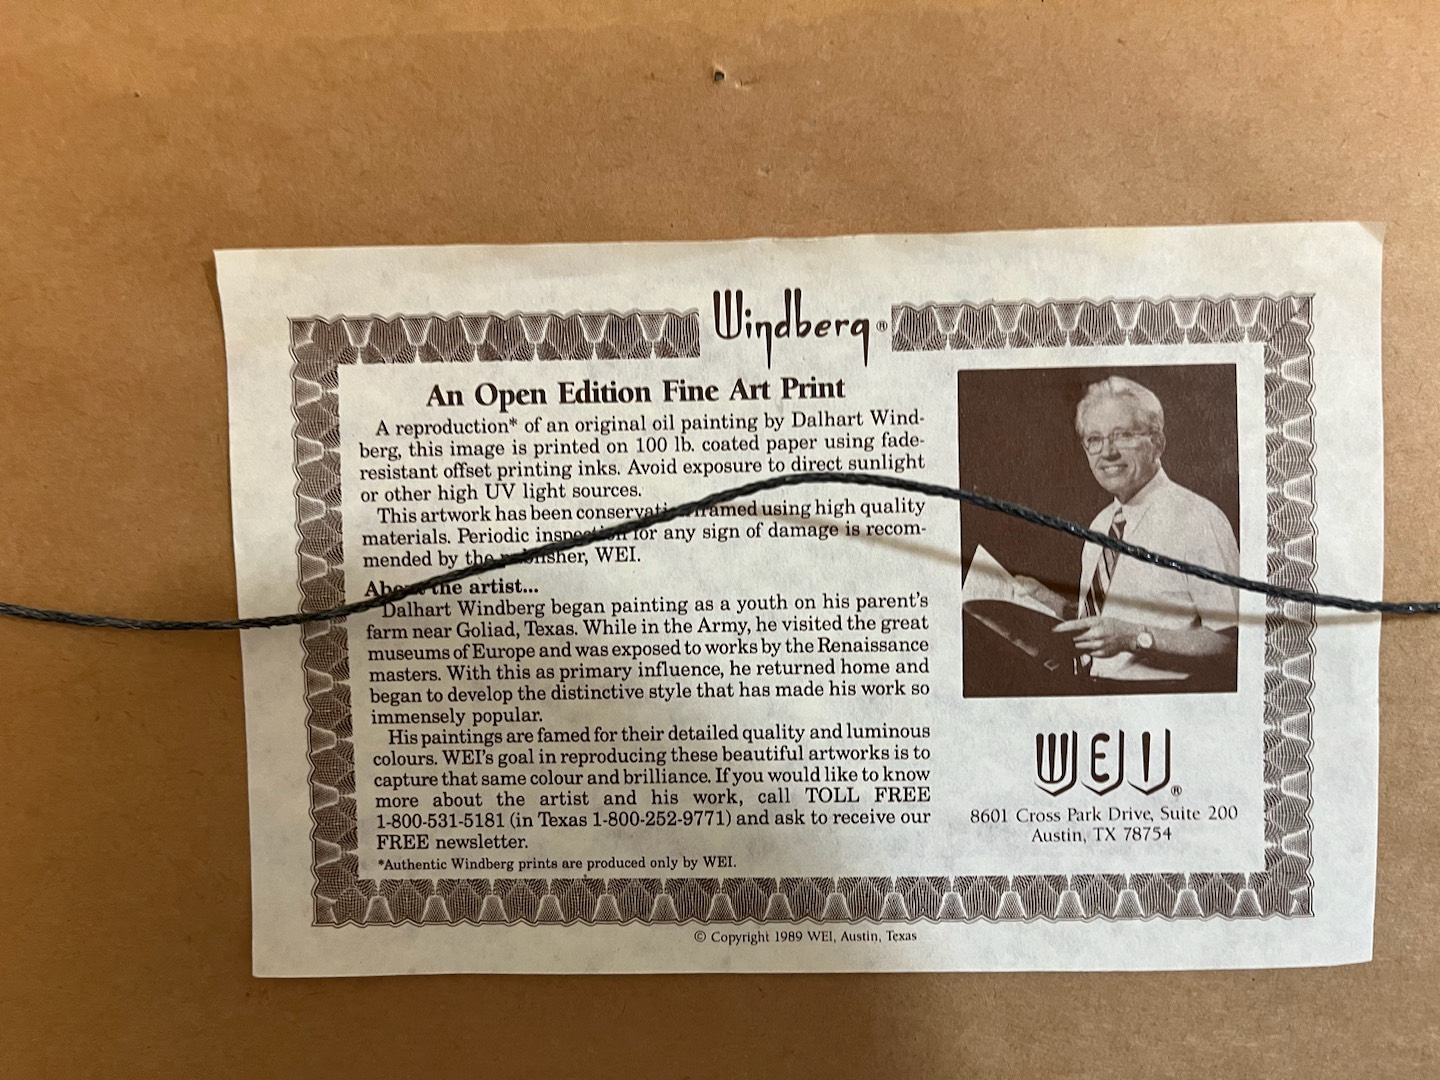 Windberg®
An Open Edition Fine Art Print
A reproduction* of an original oil painting by Dalhart Wind-
berg, this image is printed on 100 lb. coated paper using fade-
resistant offset printing inks. Avoid exposure to direct sunlight
or other high UV light sources.
This artwork has been conservation framed using high quality
materials. Periodic inspection for any sign of damage is recom-
mended by the publisher, WEI.
About the artist...
Dalhart Windberg began painting as a youth on his parent's
farm near Goliad, Texas. While in the Army, he visited the great
museums of Europe and was exposed to works by the Renaissance
masters. With this as primary influence, he returned home and
began to develop the distinctive style that has made his work so
immensely popular.
His paintings are famed for their detailed quality and luminous
colours. WEI's goal in reproducing these beautiful artworks is to
capture that same colour and brilliance. If you would like to know
more about the artist and his work, call TOLL FREE
1-800-531-5181 (in Texas 1-800-252-9771) and ask to receive our
FREE newsletter.
*Authentic Windberg prints are produced only by WEI.
WEI®
8601 Cross Park Drive, Suite 200
Austin, TX 78754
© Copyright 1989 WEI, Austin, Texas